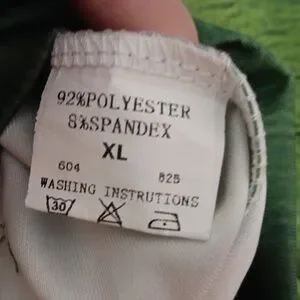 92%POLYESTER
8%SPANDEX
XL
604 825
WASHING INSTRUTIONS
30